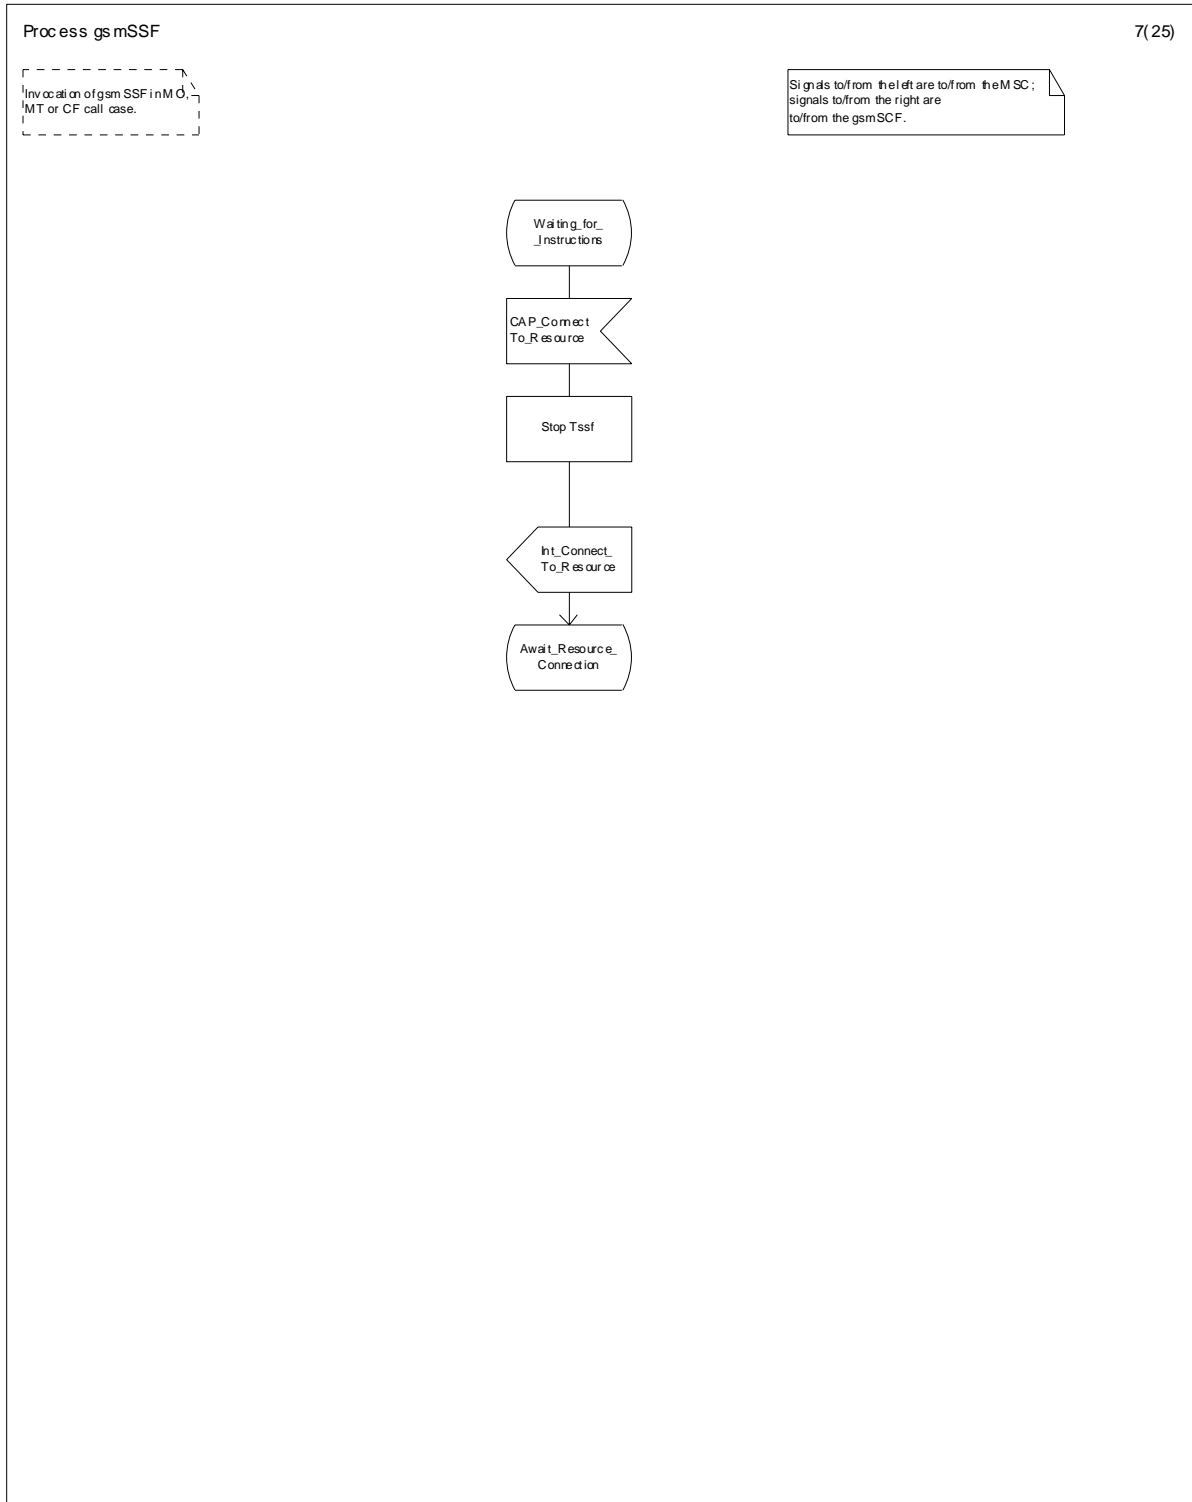 Process gsmSSF
7(25)
Invocation of gsmSSF in MO,
MT or CF call case.
Signals to/from the left are to/from the MSC;
signals to/from the right are
to/from the gsmSCF.
Waiting_for_
_Instructions
CAP_Connect
To_Resource
Stop Tssf
Int_Connect_
To_Resource
Await_Resource_
Connection